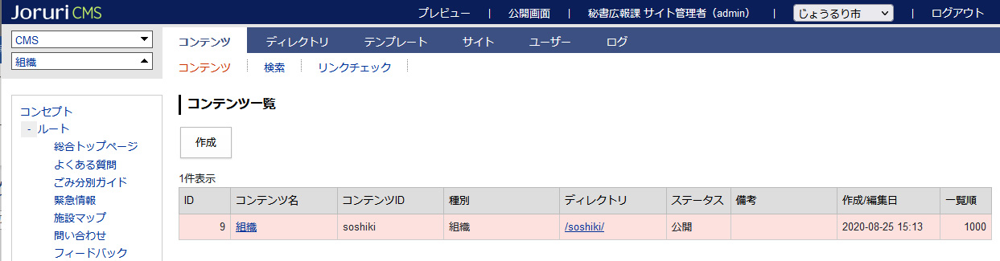 Joruri CMS プレビュー | 公開画面 | 秘書広報課 サイト管理者（admin） | じょうるり市 | ログアウト
CMS
組織
コンテンツ ディレクトリ テンプレート サイト ユーザー ログ
コンテンツ 検索 リンクチェック
コンセプト
- ルート
総合トップページ
よくある質問
ごみ分別ガイド
緊急情報
施設マップ
問い合わせ
フィードバック
コンテンツ一覧
作成
1件表示
ID コンテンツ名 コンテンツID 種別 ディレクトリ ステータス 備考 作成/編集日 一覧順
9 組織 soshiki 組織 /soshiki/ 公開 2020-08-25 15:13 1000